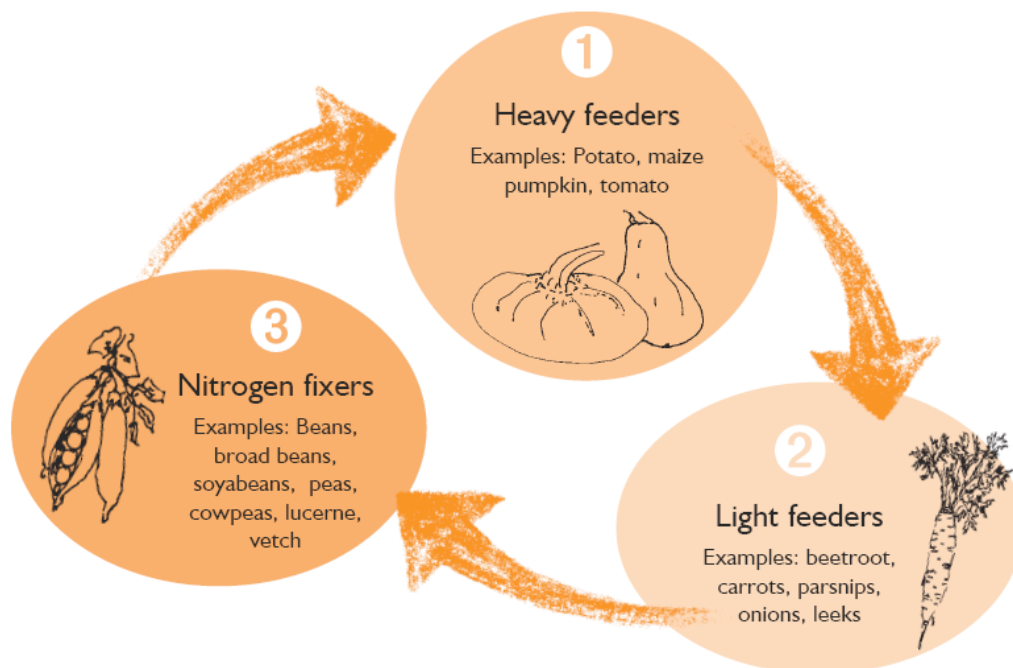 1
Heavy feeders
Examples: Potato, maize
pumpkin, tomato
2
Light feeders
Examples: beetroot,
carrots, parsnips,
onions, leeks
3
Nitrogen fixers
Examples: Beans,
broad beans,
soyabeans, peas,
cowpeas, lucerne,
vetch